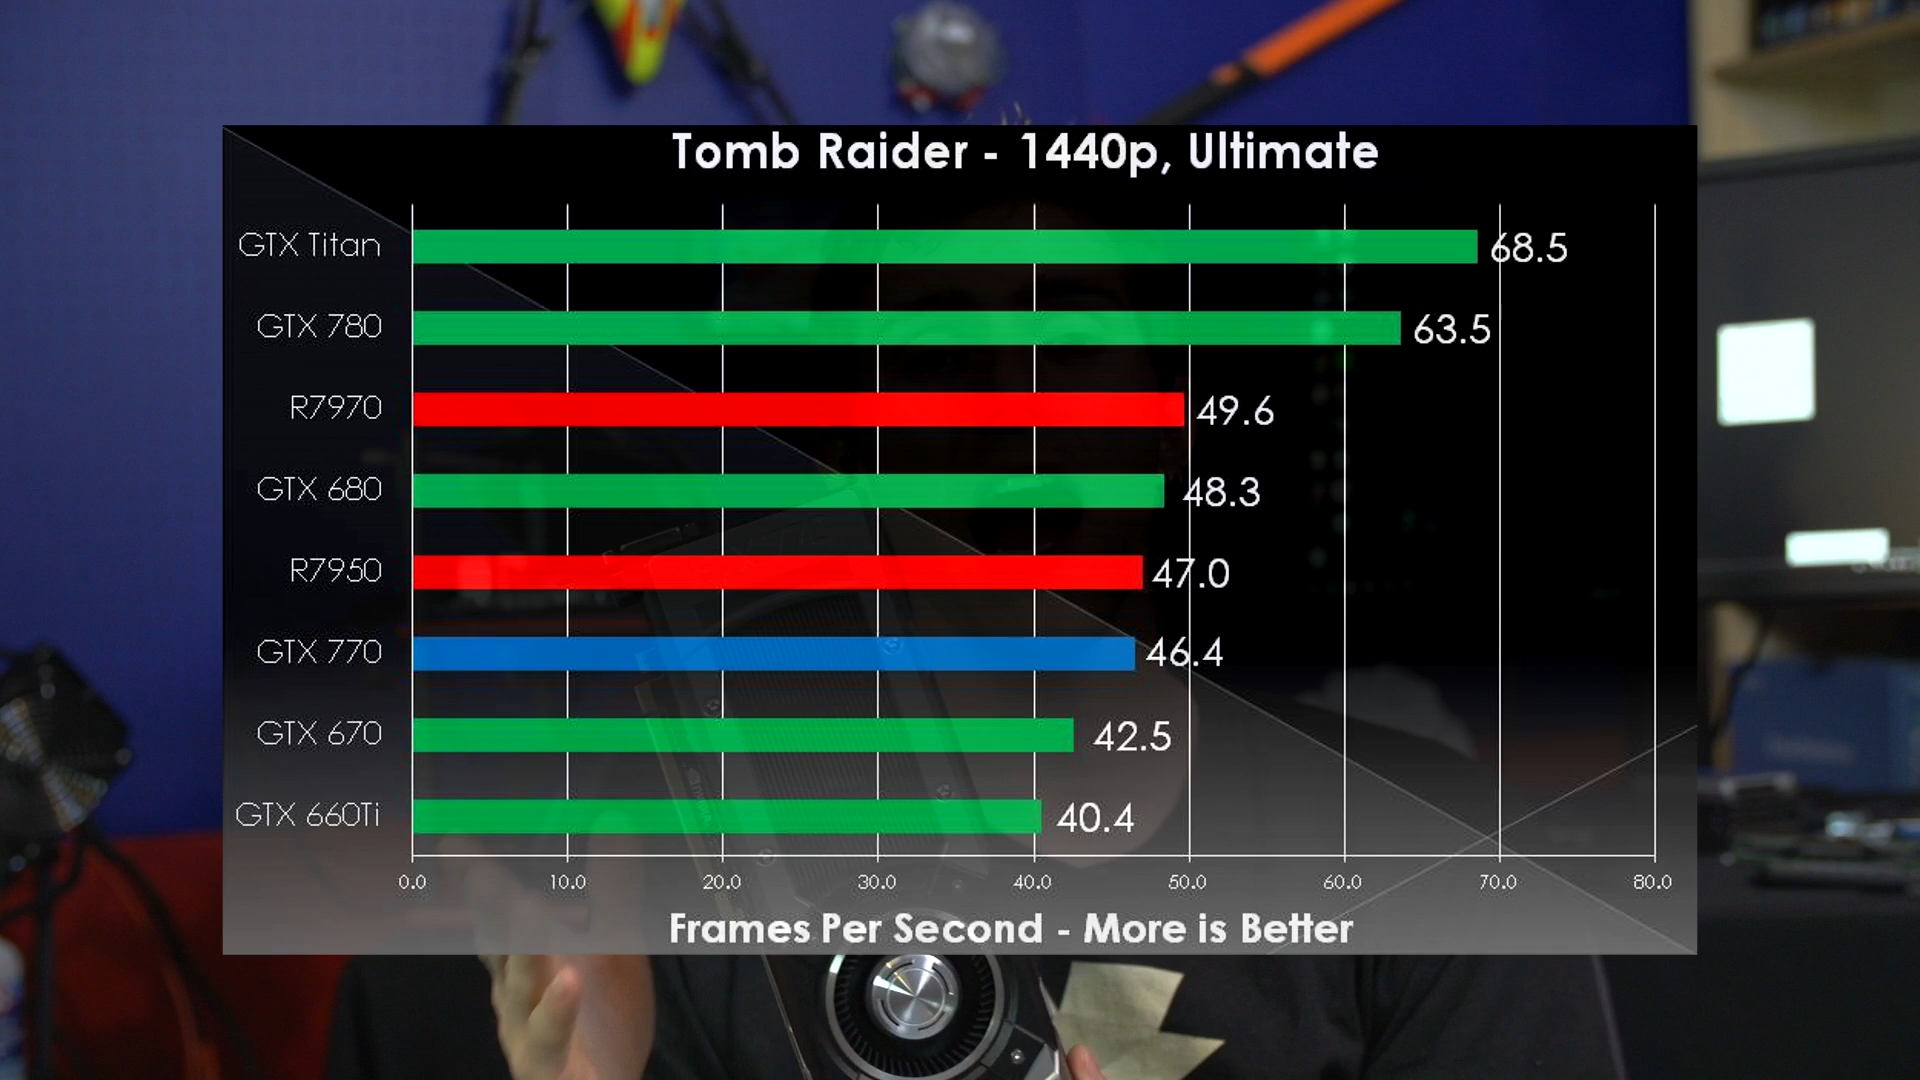 Tomb Raider - 1440p, Ultimate
GTX Titan 68.5
GTX 780 63.5
R7970 49.6
GTX 680 48.3
R7950 47.0
GTX 770 46.4
GTX 670 42.5
GTX 660Ti 40.4
0.0 10.0 20.0 30.0 40.0 50.0 60.0 70.0 80.0
Frames Per Second - More is Better